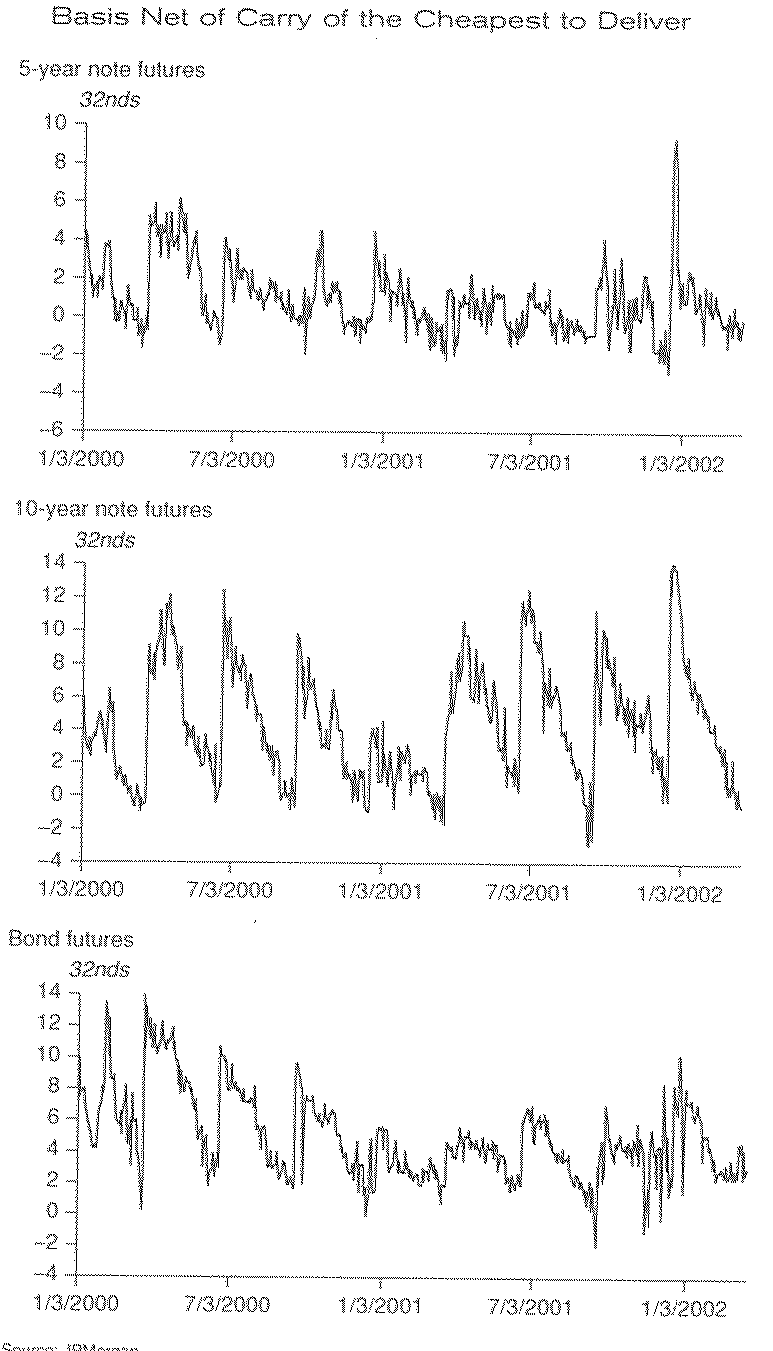 Basis Net of Carry of the Cheapest to Deliver
5-year note futures
32nds
10
8
6
4
2
0
–2
–4
–6
1/3/2000 7/3/2000 1/3/2001 7/3/2001 1/3/2002
10-year note futures
32nds
14
12
10
8
6
4
2
0
–2
–4
1/3/2000 7/3/2000 1/3/2001 7/3/2001 1/3/2002
Bond futures
32nds
14
12
10
8
6
4
2
0
–2
–4
1/3/2000 7/3/2000 1/3/2001 7/3/2001 1/3/2002
Source: JPMorgan